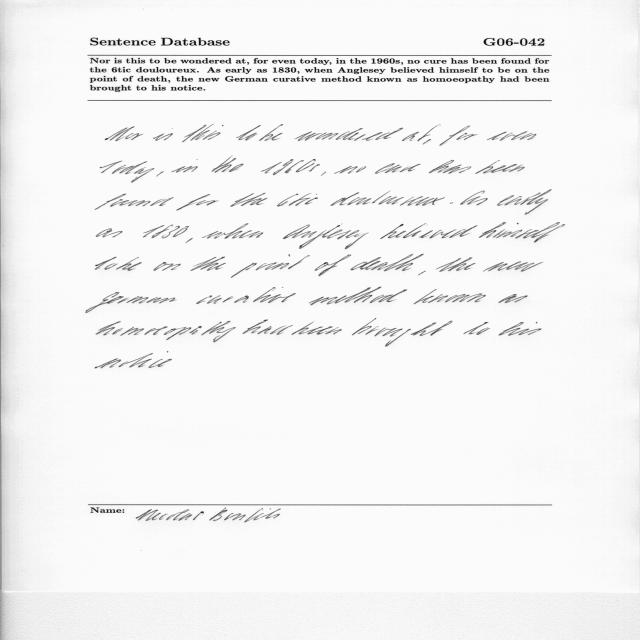 Sentence Database G06-042
Nor is this to be wondered at, for even today, in the 1960s, no cure has been found for
the 6tic douloureux. As early as 1830, when Anglesey believed himself to be on the
point of death, the new German curative method known as homoeopathy had been
brought to his notice.
Nor is this to be wondered at, for even
today, in the 1960s, no cure has been
found for the 6tic douloureux. As early
as 1830, when Anglesey believed himself
to be on the point of death, the new
German curative method known as
homoeopathy had been brought to his
notice
Name: